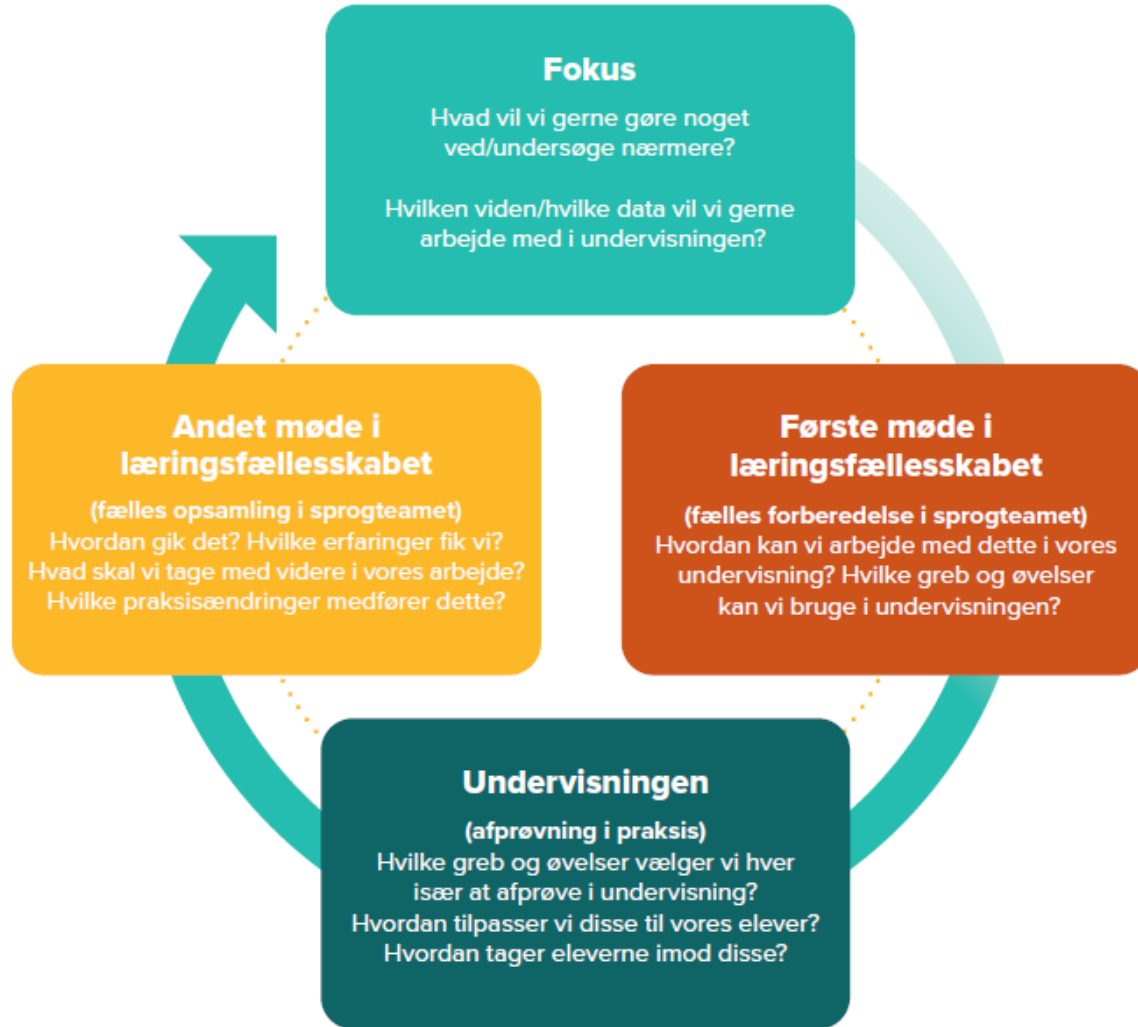 Fokus
Hvad vil vi gerne gøre noget
ved/undersøge nærmere?
Hvilken viden/hvilke data vil vi gerne
arbejde med i undervisningen?
Første møde i
læringsfællesskabet
(fælles forberedelse i sprogteamet)
Hvordan kan vi arbejde med dette i vores
undervisning? Hvilke greb og øvelser
kan vi bruge i undervisningen?
Undervisningen
(afprøvning i praksis)
Hvilke greb og øvelser vælger vi hver
især at afprøve i undervisning?
Hvordan tilpasser vi disse til vores elever?
Hvordan tager eleverne imod disse?
Andet møde i
læringsfællesskabet
(fælles opsamling i sprogteamet)
Hvordan gik det? Hvilke erfaringer fik vi?
Hvad skal vi tage med videre i vores arbejde?
Hvilke praksisændringer medfører dette?